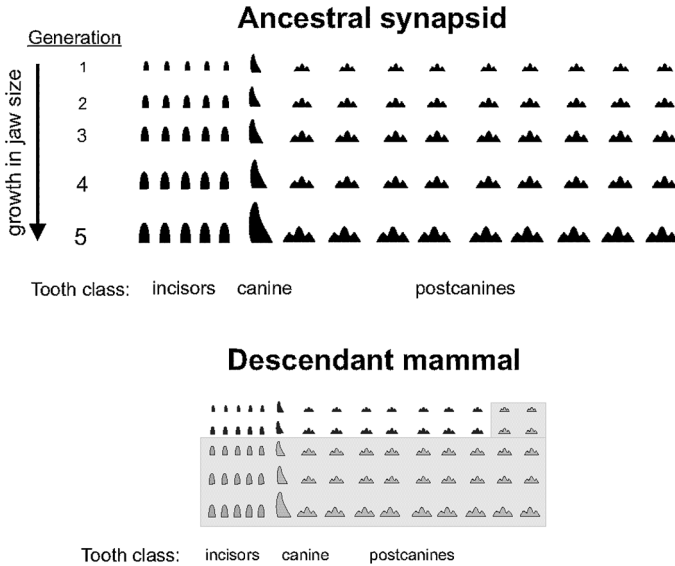 Ancestral synapsid
Generation
growth in jaw size
1
2
3
4
5
Tooth class: incisors canine postcanines
Descendant mammal
Tooth class: incisors canine postcanines